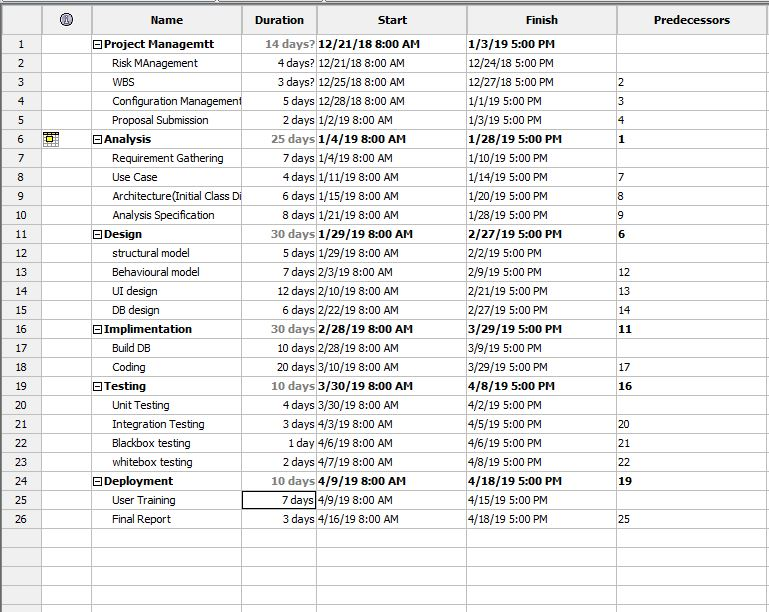 Name Duration Start Finish Predecessors
1 Project Managemtt 14 days? 12/21/18 8:00 AM 1/3/19 5:00 PM
2 Risk MAnagement 4 days? 12/21/18 8:00 AM 12/24/18 5:00 PM
3 WBS 3 days? 12/25/18 8:00 AM 12/27/18 5:00 PM 2
4 Configuration Management 5 days 12/28/18 8:00 AM 1/1/19 5:00 PM 3
5 Proposal Submission 2 days 1/2/19 8:00 AM 1/3/19 5:00 PM 4
6 Analysis 25 days 1/4/19 8:00 AM 1/28/19 5:00 PM 1
7 Requirement Gathering 7 days 1/4/19 8:00 AM 1/10/19 5:00 PM
8 Use Case 4 days 1/11/19 8:00 AM 1/14/19 5:00 PM 7
9 Architecture(Initial Class Di 6 days 1/15/19 8:00 AM 1/20/19 5:00 PM 8
10 Analysis Specification 8 days 1/21/19 8:00 AM 1/28/19 5:00 PM 9
11 Design 30 days 1/29/19 8:00 AM 2/27/19 5:00 PM 6
12 structural model 5 days 1/29/19 8:00 AM 2/2/19 5:00 PM
13 Behavioural model 7 days 2/3/19 8:00 AM 2/9/19 5:00 PM 12
14 UI design 12 days 2/10/19 8:00 AM 2/21/19 5:00 PM 13
15 DB design 6 days 2/22/19 8:00 AM 2/27/19 5:00 PM 14
16 Implimentation 30 days 2/28/19 8:00 AM 3/29/19 5:00 PM 11
17 Build DB 10 days 2/28/19 8:00 AM 3/9/19 5:00 PM
18 Coding 20 days 3/10/19 8:00 AM 3/29/19 5:00 PM 17
19 Testing 10 days 3/30/19 8:00 AM 4/8/19 5:00 PM 16
20 Unit Testing 4 days 3/30/19 8:00 AM 4/2/19 5:00 PM
21 Integration Testing 3 days 4/3/19 8:00 AM 4/5/19 5:00 PM 20
22 Blackbox testing 1 day 4/6/19 8:00 AM 4/6/19 5:00 PM 21
23 whitebox testing 2 days 4/7/19 8:00 AM 4/8/19 5:00 PM 22
24 Deployment 10 days 4/9/19 8:00 AM 4/18/19 5:00 PM 19
25 User Training 7 days 4/9/19 8:00 AM 4/15/19 5:00 PM
26 Final Report 3 days 4/16/19 8:00 AM 4/18/19 5:00 PM 25